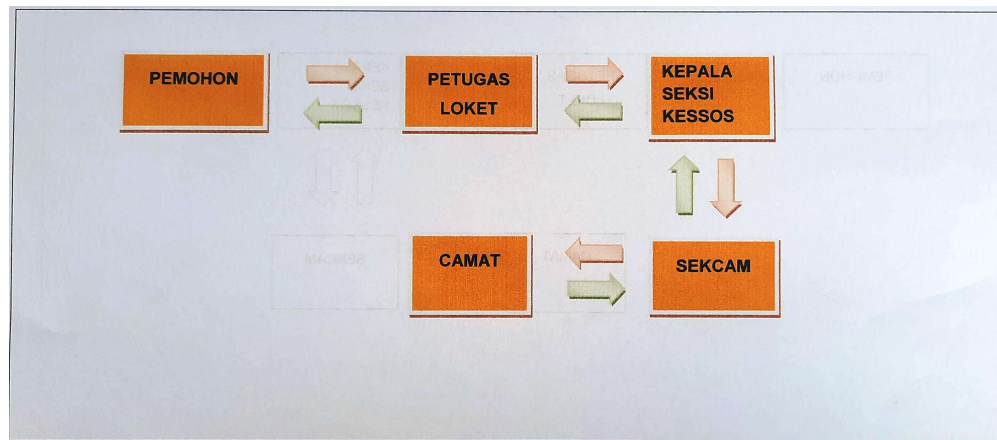 PEMOHON
PETUGAS
LOKET
KEPALA
SEKSI
KESSOS
CAMAT
SEKCAM